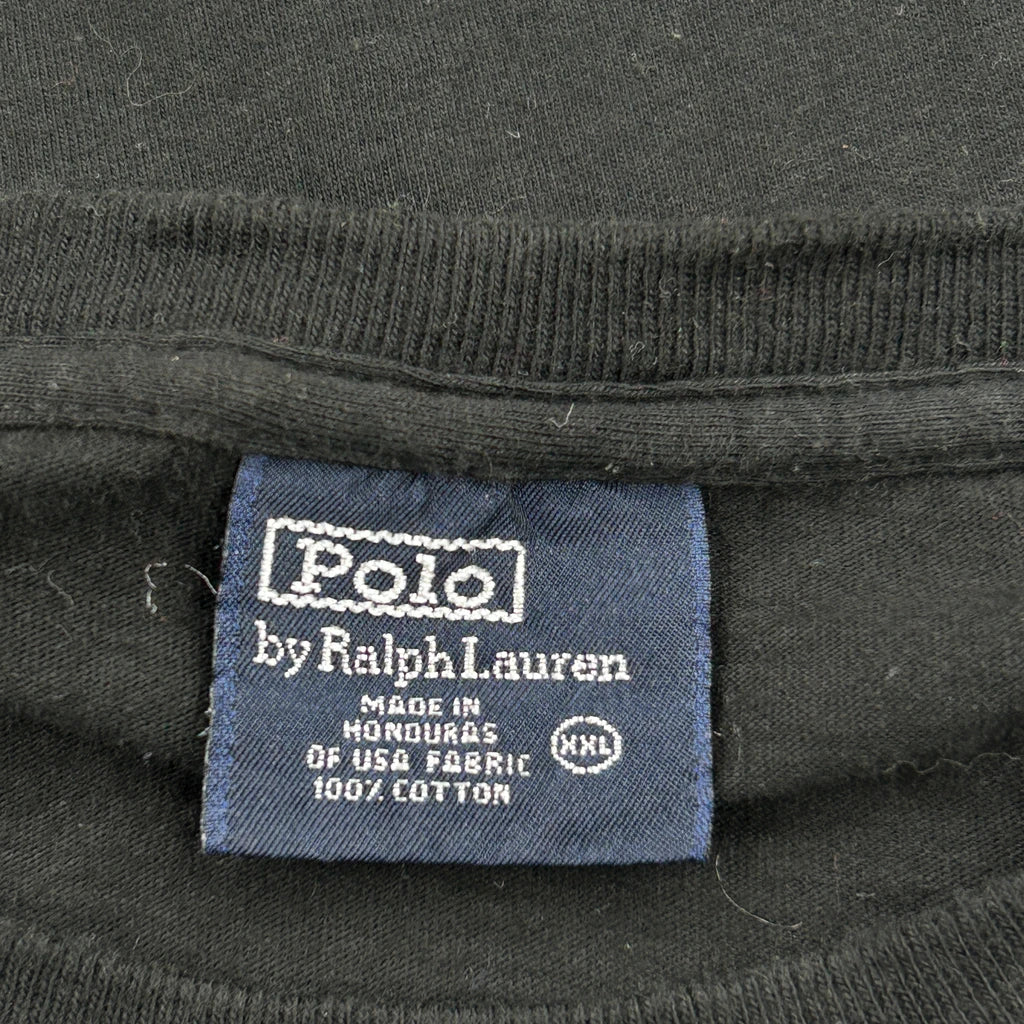 Polo
by Ralph Lauren
MADE IN
HONDURAS
OF USA FABRIC
100% COTTON
XXL